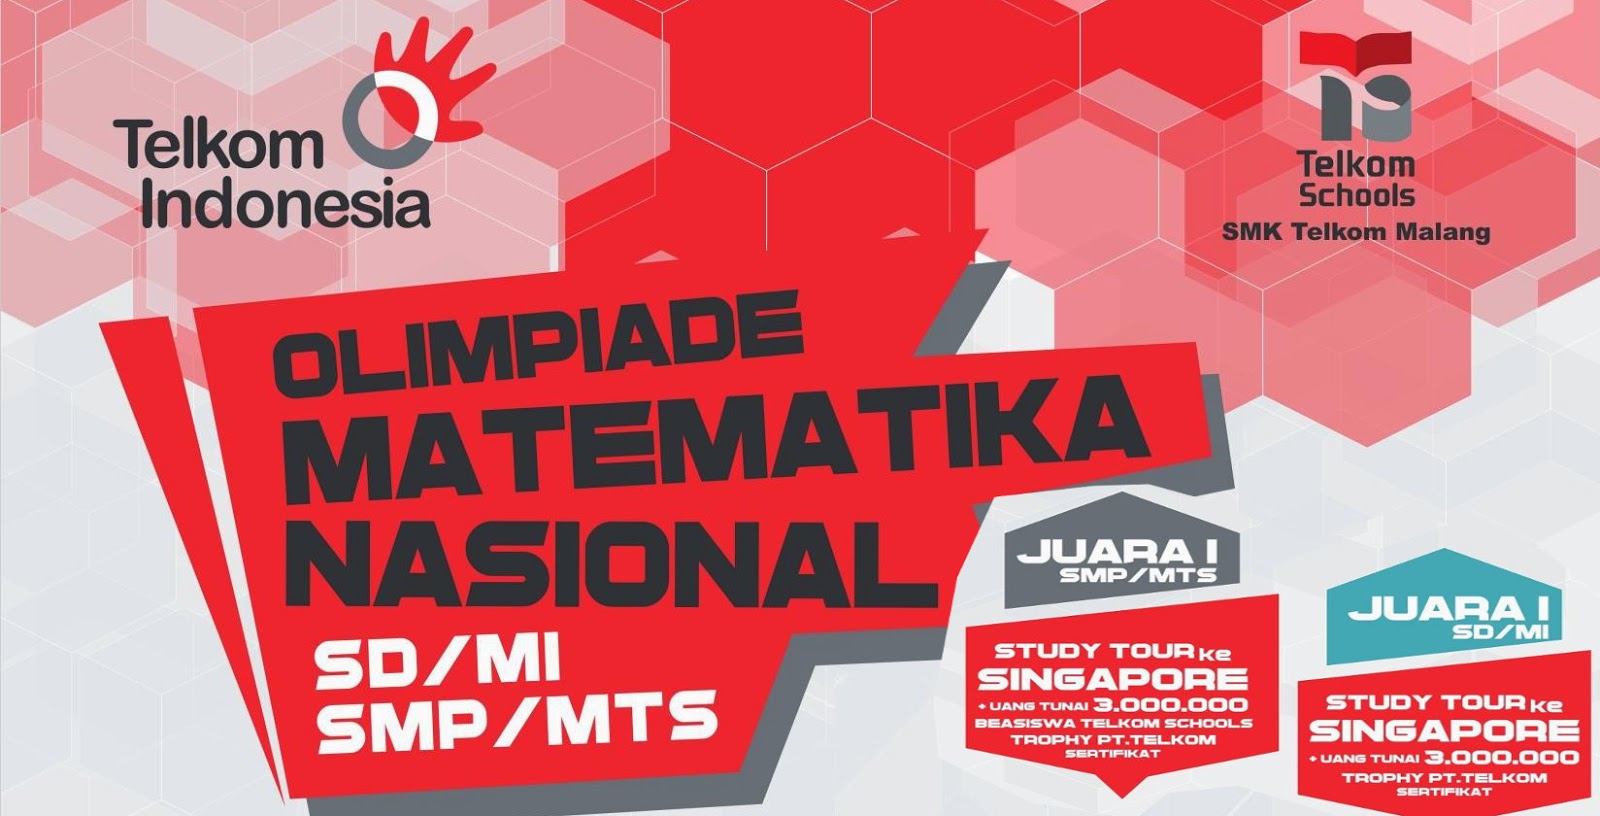 Telkom
Indonesia
Telkom
Schools
SMK Telkom Malang
OLIMPIADE
MATEMATIKA
NASIONAL
SD/MI
SMP/MTS
JUARA I
SMP/MTS
STUDY TOUR ke
SINGAPORE
+ UANG TUNAI 3.000.000
BEASISWA TELKOM SCHOOLS
TROPHY PT.TELKOM
SERTIFIKAT
JUARA I
SD/MI
STUDY TOUR ke
SINGAPORE
+ UANG TUNAI 3.000.000
TROPHY PT.TELKOM
SERTIFIKAT